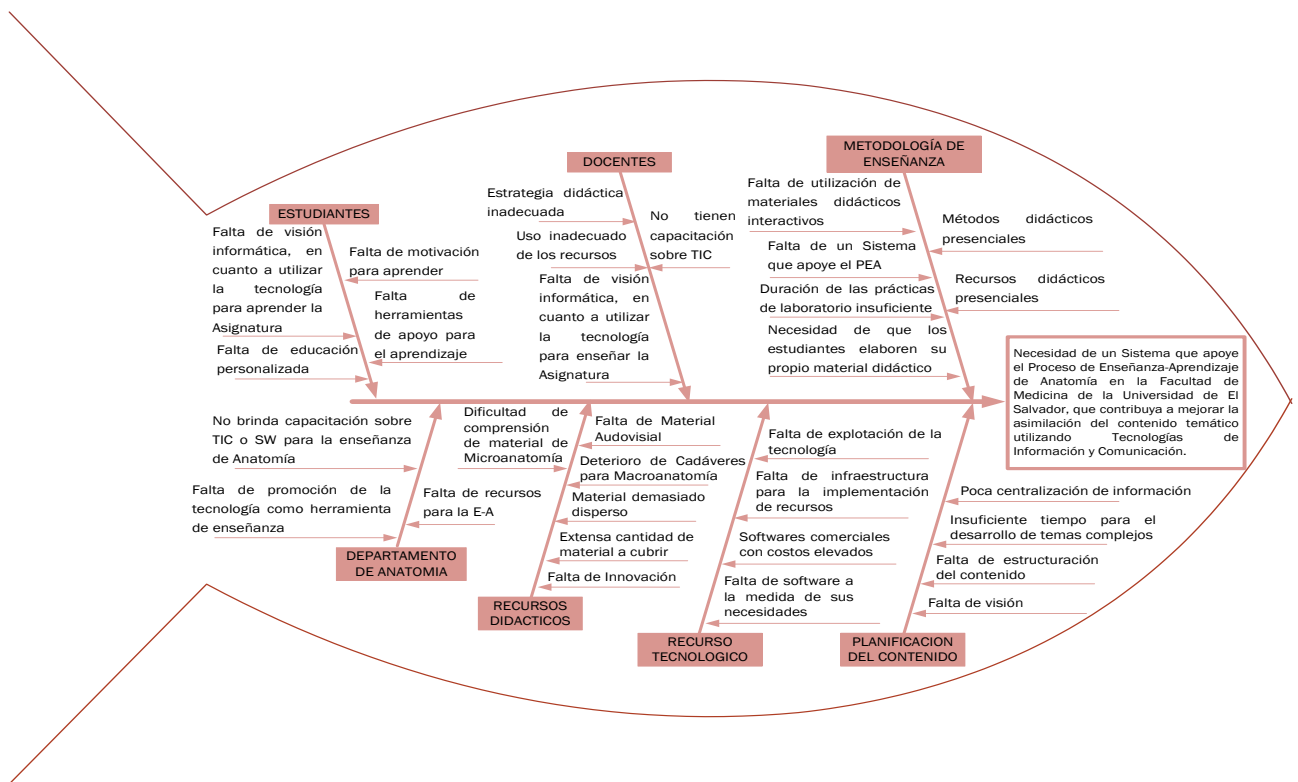 METODOLOGÍA DE
ENSEÑANZA
DOCENTES
ESTUDIANTES
Falta de visión
informática, en
cuanto a utilizar
la tecnología
para aprender la
Asignatura
Falta de educación
personalizada
Falta de motivación
para aprender
Falta de
herramientas
de apoyo para
el aprendizaje
Estrategia didáctica
inadecuada
Uso inadecuado
de los recursos
Falta de visión
informática, en
cuanto a utilizar
la tecnología
para enseñar la
Asignatura
No tienen
capacitación
sobre TIC
Falta de utilización de
materiales didácticos
interactivos
Falta de un Sistema
que apoye el PEA
Duración de las prácticas
de laboratorio insuficiente
Necesidad de que los
estudiantes elaboren su
propio material didáctico
Métodos didácticos
presenciales
Recursos didácticos
presenciales
Necesidad de un Sistema que apoye
el Proceso de Enseñanza-Aprendizaje
de Anatomía en la Facultad de
Medicina de la Universidad de El
Salvador, que contribuya a mejorar la
asimilación del contenido temático
utilizando Tecnologías de
Información y Comunicación.
No brinda capacitación sobre
TIC o SW para la enseñanza
de Anatomía
Falta de promoción de la
tecnología como herramienta
de enseñanza
Falta de recursos
para la E-A
DEPARTAMENTO
DE ANATOMIA
Dificultad de
comprensión
de material de
Microanatomía
Falta de Material
Audovisial
Deterioro de Cadáveres
para Macroanatomía
Material demasiado
disperso
Extensa cantidad de
material a cubrir
Falta de Innovación
RECURSOS
DIDACTICOS
Falta de explotación de la
tecnología
Falta de infraestructura
para la implementación
de recursos
Softwares comerciales
con costos elevados
Falta de software a
la medida de sus
necesidades
RECURSO
TECNOLOGICO
Poca centralización de información
Insuficiente tiempo para el
desarrollo de temas complejos
Falta de estructuración
del contenido
Falta de visión
PLANIFICACION
DEL CONTENIDO